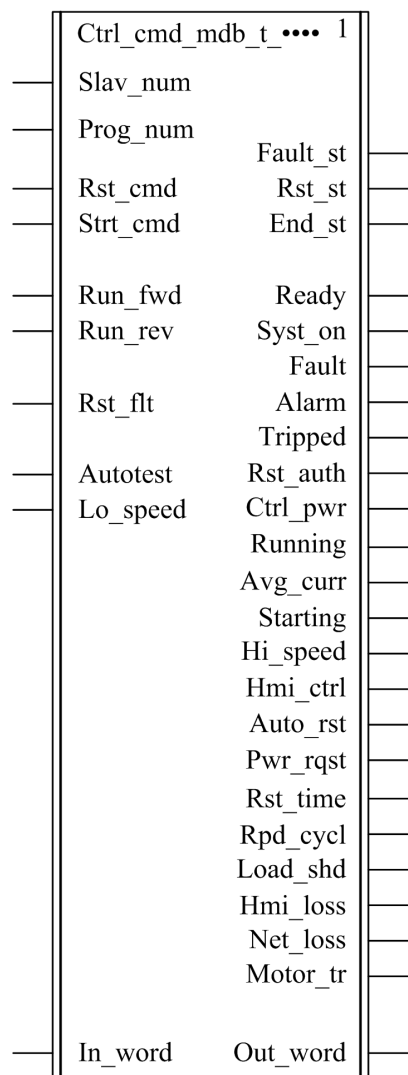 Ctrl_cmd_mdb_t_•••• 1
Slav_num
Prog_num
Fault_st
Rst_cmd Rst_st
Strt_cmd End_st
Run_fwd Ready
Run_rev Syst_on
Fault
Rst_flt Alarm
Tripped
Autotest Rst_auth
Lo_speed Ctrl_pwr
Running
Avg_curr
Starting
Hi_speed
Hmi_ctrl
Auto_rst
Pwr_rqst
Rst_time
Rpd_cycl
Load_shd
Hmi_loss
Net_loss
Motor_tr
In_word Out_word